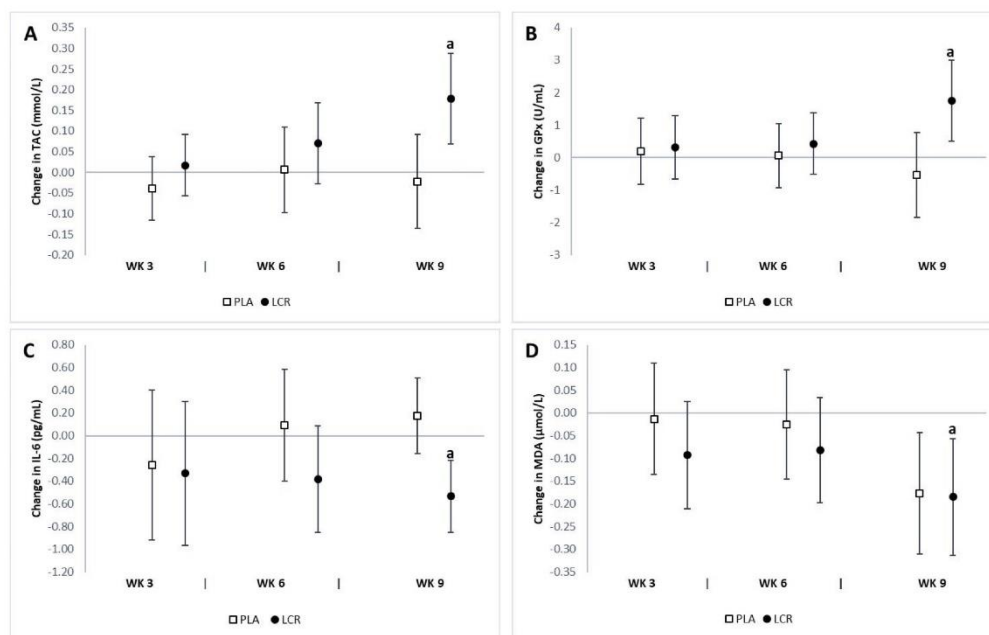 A
Change in TAC (mmol/L)
0.35
0.30
0.25
0.20
0.15
0.10
0.05
0.00
-0.05
-0.10
-0.15
-0.20
a
WK 3 | WK 6 | WK 9
PLA LCR
B
Change in GPx (U/mL)
4
3
2
1
0
-1
-2
-3
a
WK 3 | WK 6 | WK 9
PLA LCR
C
Change in IL-6 (pg/mL)
0.80
0.60
0.40
0.20
0.00
-0.20
-0.40
-0.60
-0.80
-1.00
-1.20
a
WK 3 | WK 6 | WK 9
PLA LCR
D
Change in MDA (µmol/L)
0.15
0.10
0.05
0.00
-0.05
-0.10
-0.15
-0.20
-0.25
-0.30
-0.35
a
WK 3 | WK 6 | WK 9
PLA LCR